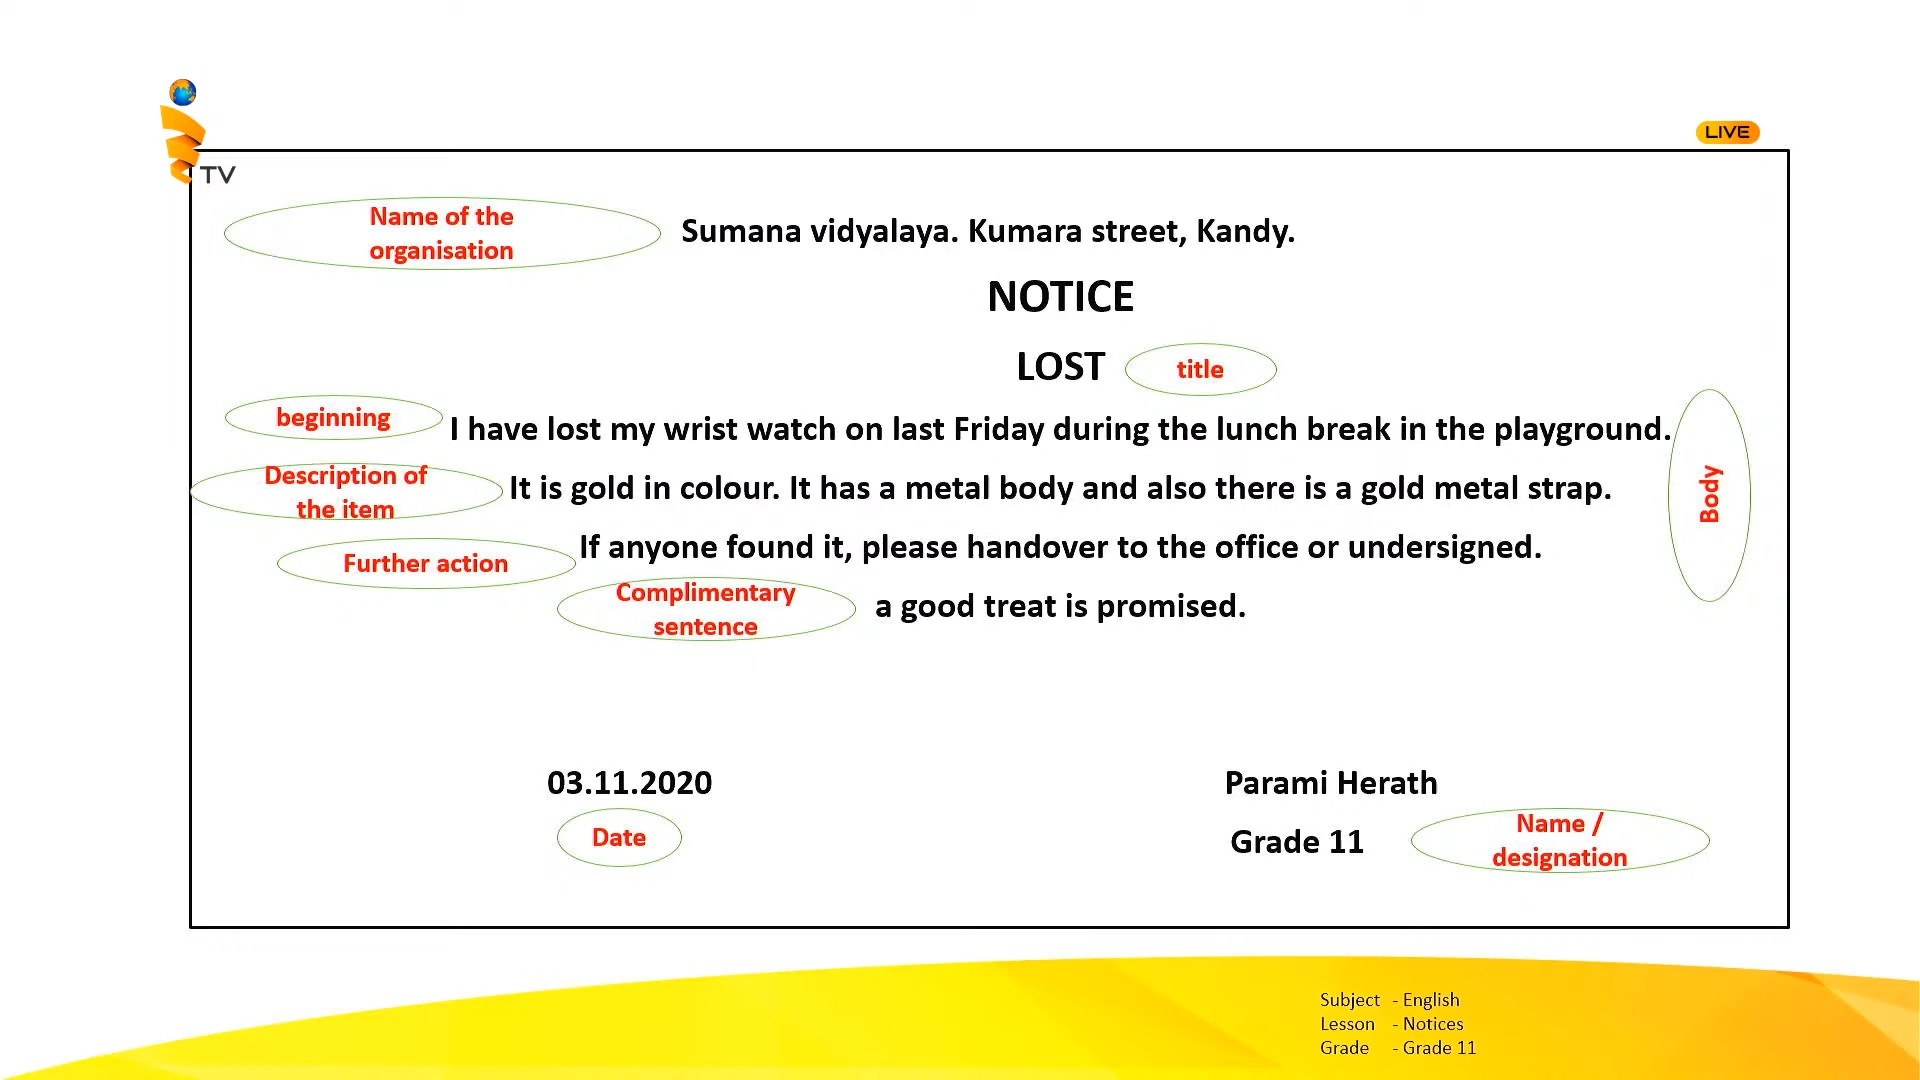 LIVE
TV
Name of the
organisation
Sumana vidyalaya. Kumara street, Kandy.
NOTICE
LOST
title
beginning
I have lost my wrist watch on last Friday during the lunch break in the playground.
Description of
the item
It is gold in colour. It has a metal body and also there is a gold metal strap.
Body
Further action
If anyone found it, please handover to the office or undersigned.
Complimentary
sentence
a good treat is promised.
03.11.2020
Parami Herath
Date
Grade 11
Name /
designation
Subject - English
Lesson - Notices
Grade - Grade 11